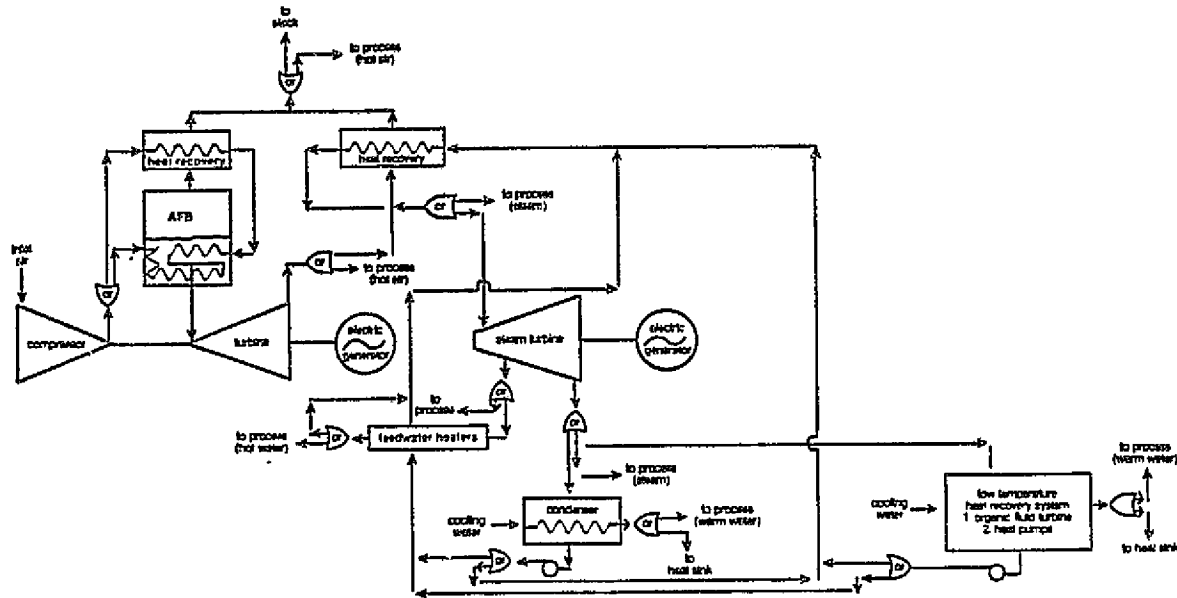 to
stack
to process
(hot air)
or
heat recovery
heat recovery
AFB
or
to process
(steam)
inlet
air
or
to process
(hot air)
or
compressor
turbine
electric
generator
steam turbine
electric
generator
or
to
process
or
to process
(hot water)
or
feedwater heaters
to process
(steam)
to process
(warm water)
condenser
cooling
water
or
to process
(warm water)
to
heat sink
cooling
water
low temperature
heat recovery system
1. organic fluid turbine
2. heat pumps
or
to heat sink
or
or